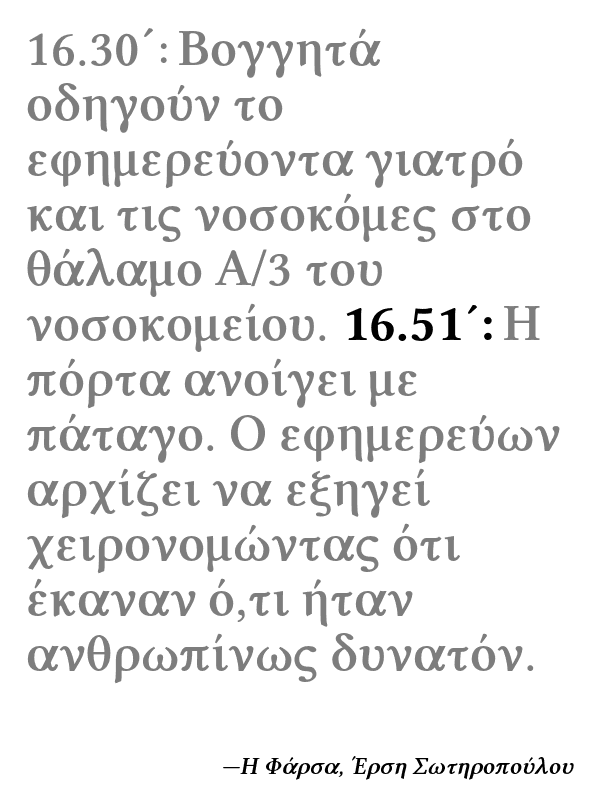 16.30΄: Βογγητά
οδηγούν το
εφημερεύοντα γιατρό
και τις νοσοκόμες στο
θάλαμο Α/3 του
νοσοκομείου. 16.51΄: Η
πόρτα ανοίγει με
πάταγο. Ο εφημερεύων
αρχίζει να εξηγεί
χειρονομώντας ότι
έκαναν ό,τι ήταν
ανθρωπίνως δυνατόν.
—Η Φάρσα, Έρση Σωτηροπούλου